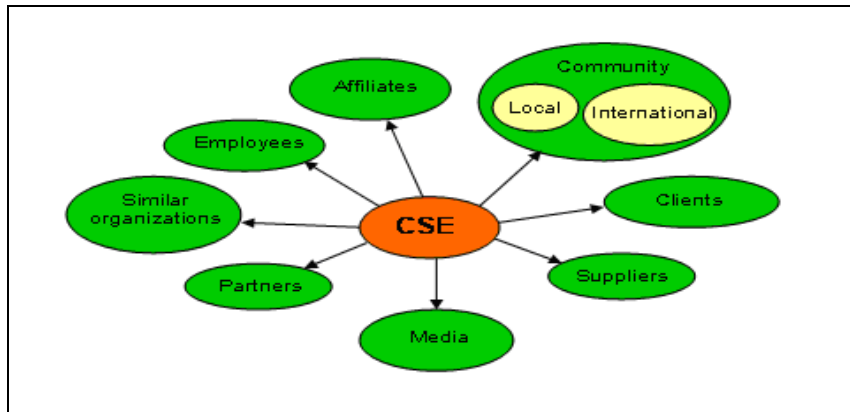 Community
Affiliates
Local
International
Employees
Similar
organizations
Clients
CSE
Partners
Suppliers
Media